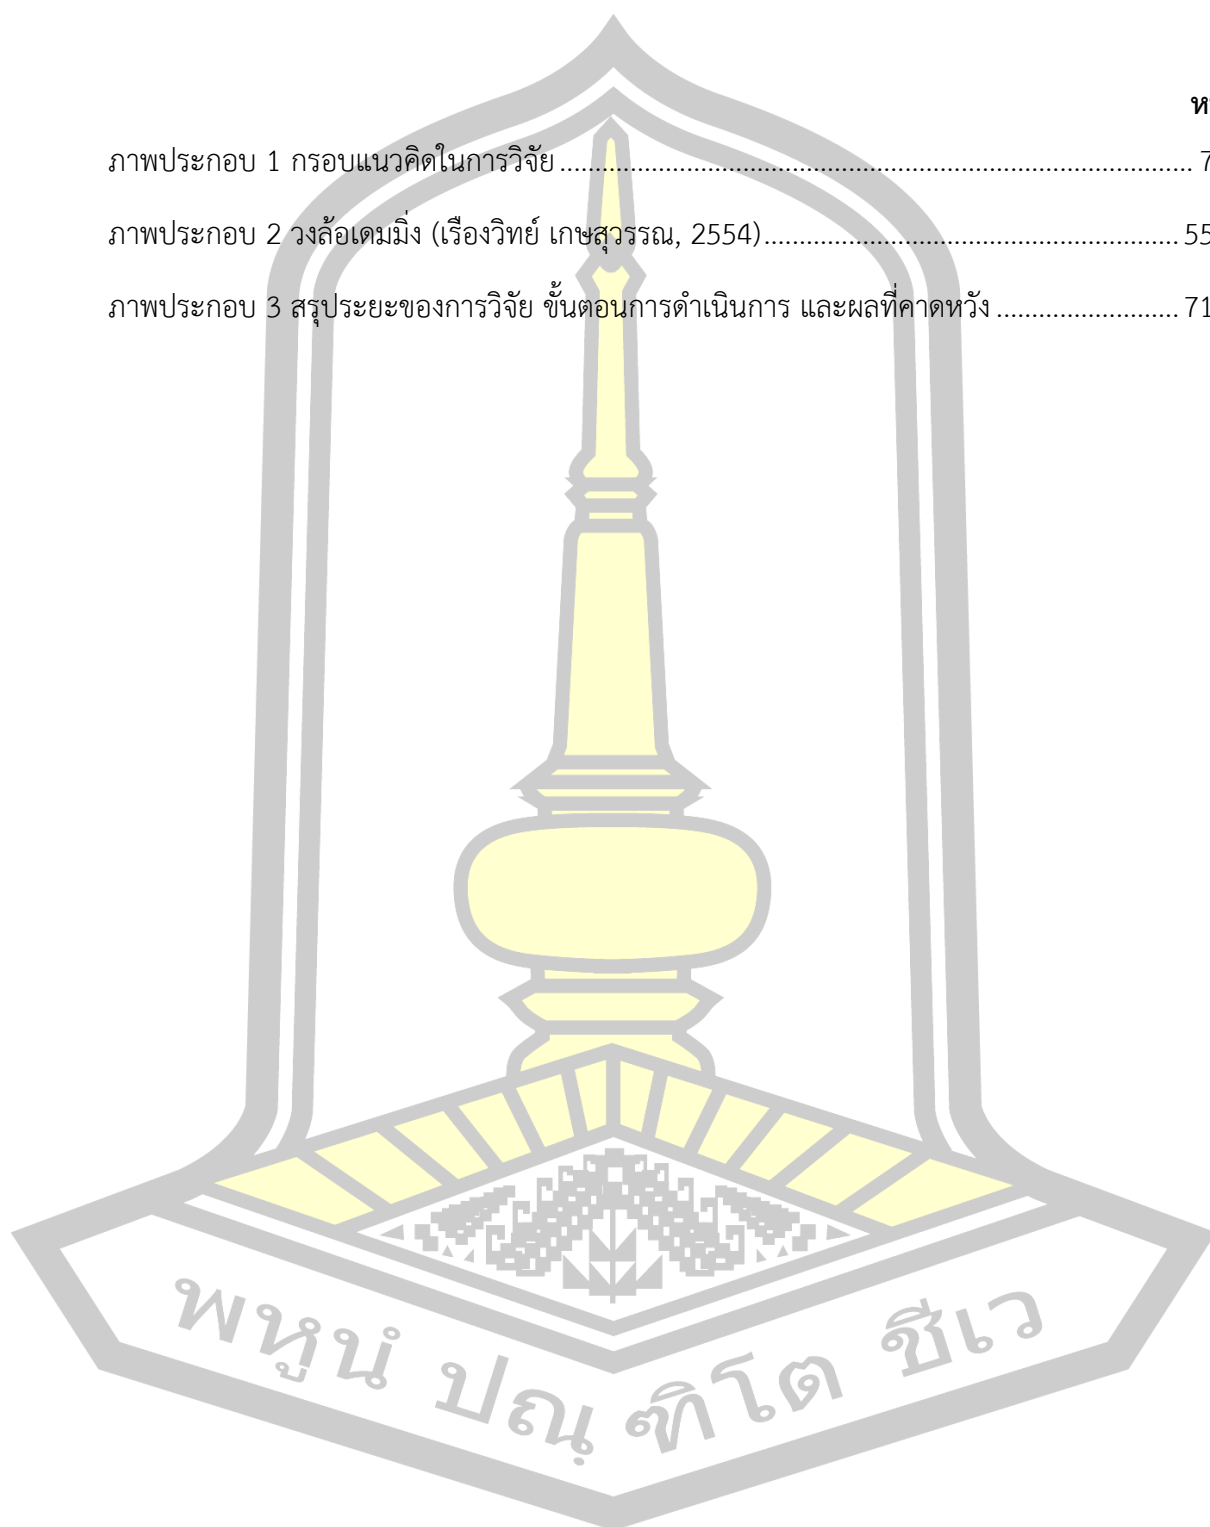 ภาพประกอบ 1 กรอบแนวคิดในการวิจัย ........................................................................................ 7
ภาพประกอบ 2 วงล้อเดมมิ่ง (เรืองวิทย์ เกษสุวรรณ, 2554) ......................................................... 55
ภาพประกอบ 3 สรุประยะของการวิจัย ขั้นตอนการดำเนินการ และผลที่คาดหวัง ......................... 71
พหูนํ ปณฺฑิโต ชีเว